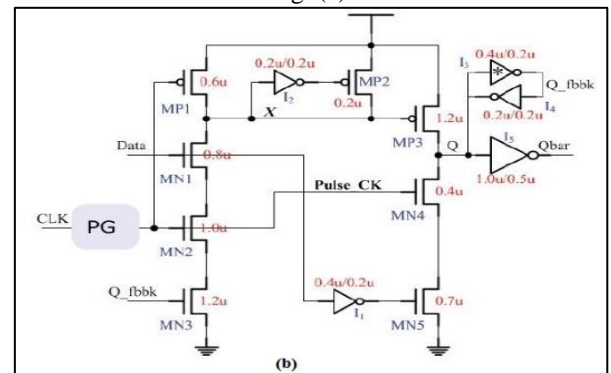 0.4u/0.2u
I₃
*
Q_fbbk
I₄
0.2u/0.2u
0.2u/0.2u
I₂
MP2
0.2u
MP1
0.6u
X
MP3
1.2u
Q
I₅
Qbar
1.0u/0.5u
Data
0.8u
MN1
Pulse CK
0.4u
MN4
CLK
PG
1.0u
MN2
Q_fbbk
1.2u
MN3
0.4u/0.2u
I₁
0.7u
MN5
(b)